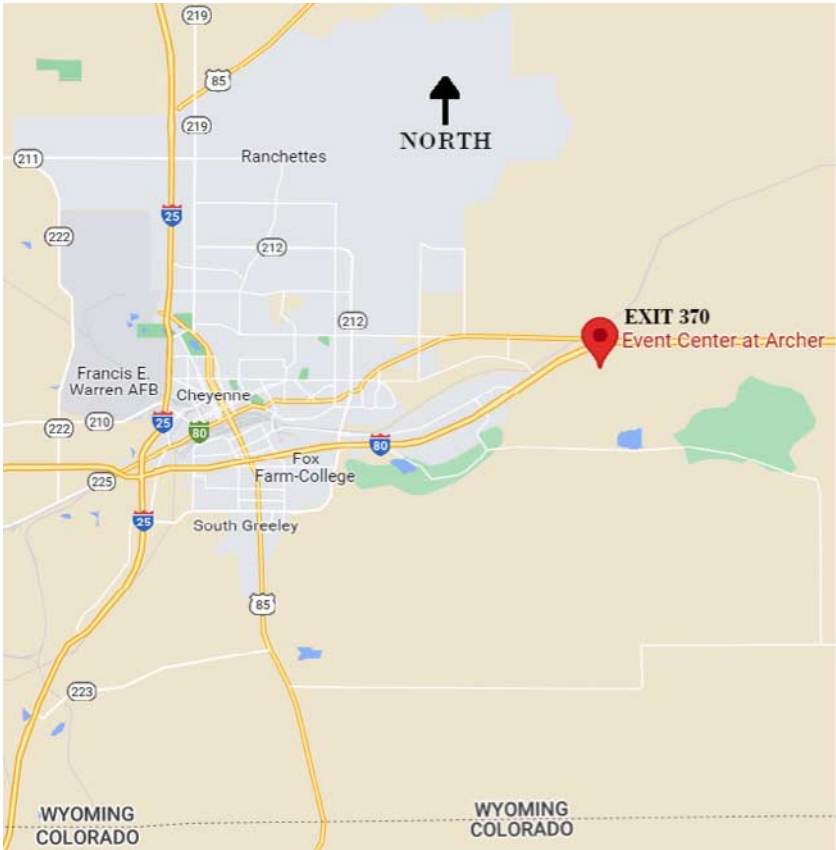 219
85
219
NORTH
211
Ranchettes
25
222
212
212
EXIT 370
Event Center at Archer
Francis E.
Warren AFB
Cheyenne
222
210
25
80
80
Fox
Farm-College
225
25
South Greeley
85
223
WYOMING
COLORADO
WYOMING
COLORADO